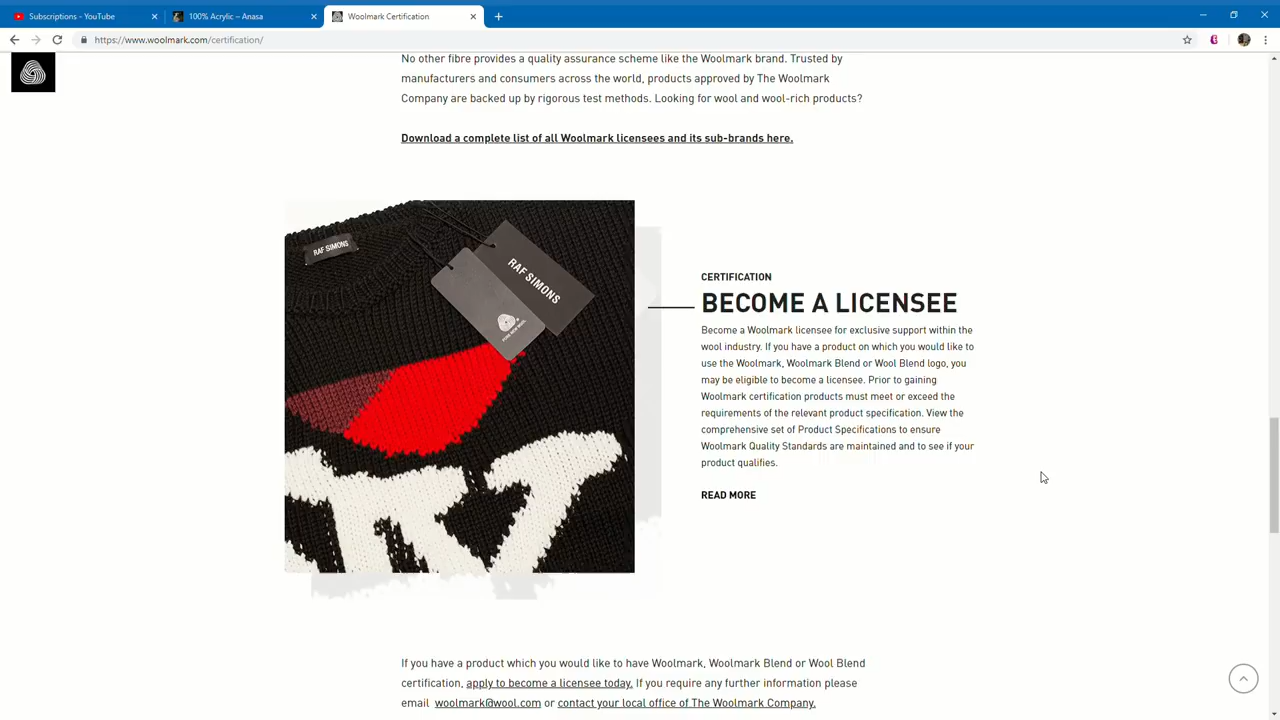 Subscriptions - YouTube
100% Acrylic – Anasa
Woolmark Certification
https://www.woolmark.com/certification/
No other fibre provides a quality assurance scheme like the Woolmark brand. Trusted by
manufacturers and consumers across the world, products approved by The Woolmark
Company are backed up by rigorous test methods. Looking for wool and wool-rich products?
Download a complete list of all Woolmark licensees and its sub-brands here.
RAF SIMONS
RAF SIMONS
PURE NEW WOOL
CERTIFICATION
BECOME A LICENSEE
Become a Woolmark licensee for exclusive support within the
wool industry. If you have a product on which you would like to
use the Woolmark, Woolmark Blend or Wool Blend logo, you
may be eligible to become a licensee. Prior to gaining
Woolmark certification products must meet or exceed the
requirements of the relevant product specification. View the
comprehensive set of Product Specifications to ensure
Woolmark Quality Standards are maintained and to see if your
product qualifies.
READ MORE
If you have a product which you would like to have Woolmark, Woolmark Blend or Wool Blend
certification, apply to become a licensee today. If you require any further information please
email woolmark@wool.com or contact your local office of The Woolmark Company.